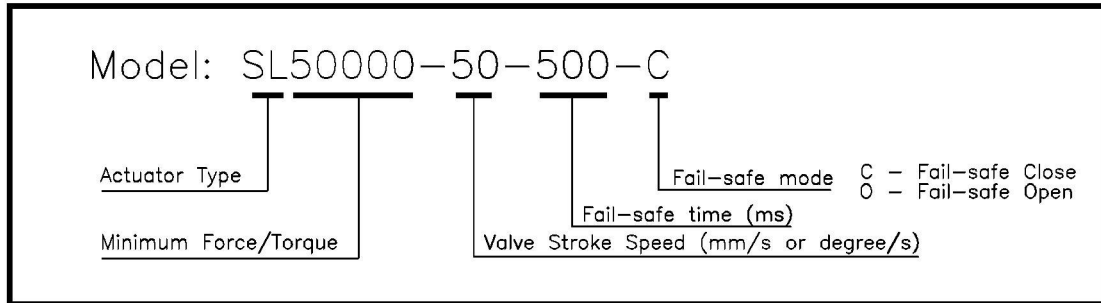 Model: SL50000-50-500-C
Actuator Type
Fail-safe mode
C - Fail-safe Close
O - Fail-safe Open
Fail-safe time (ms)
Minimum Force/Torque
Valve Stroke Speed (mm/s or degree/s)